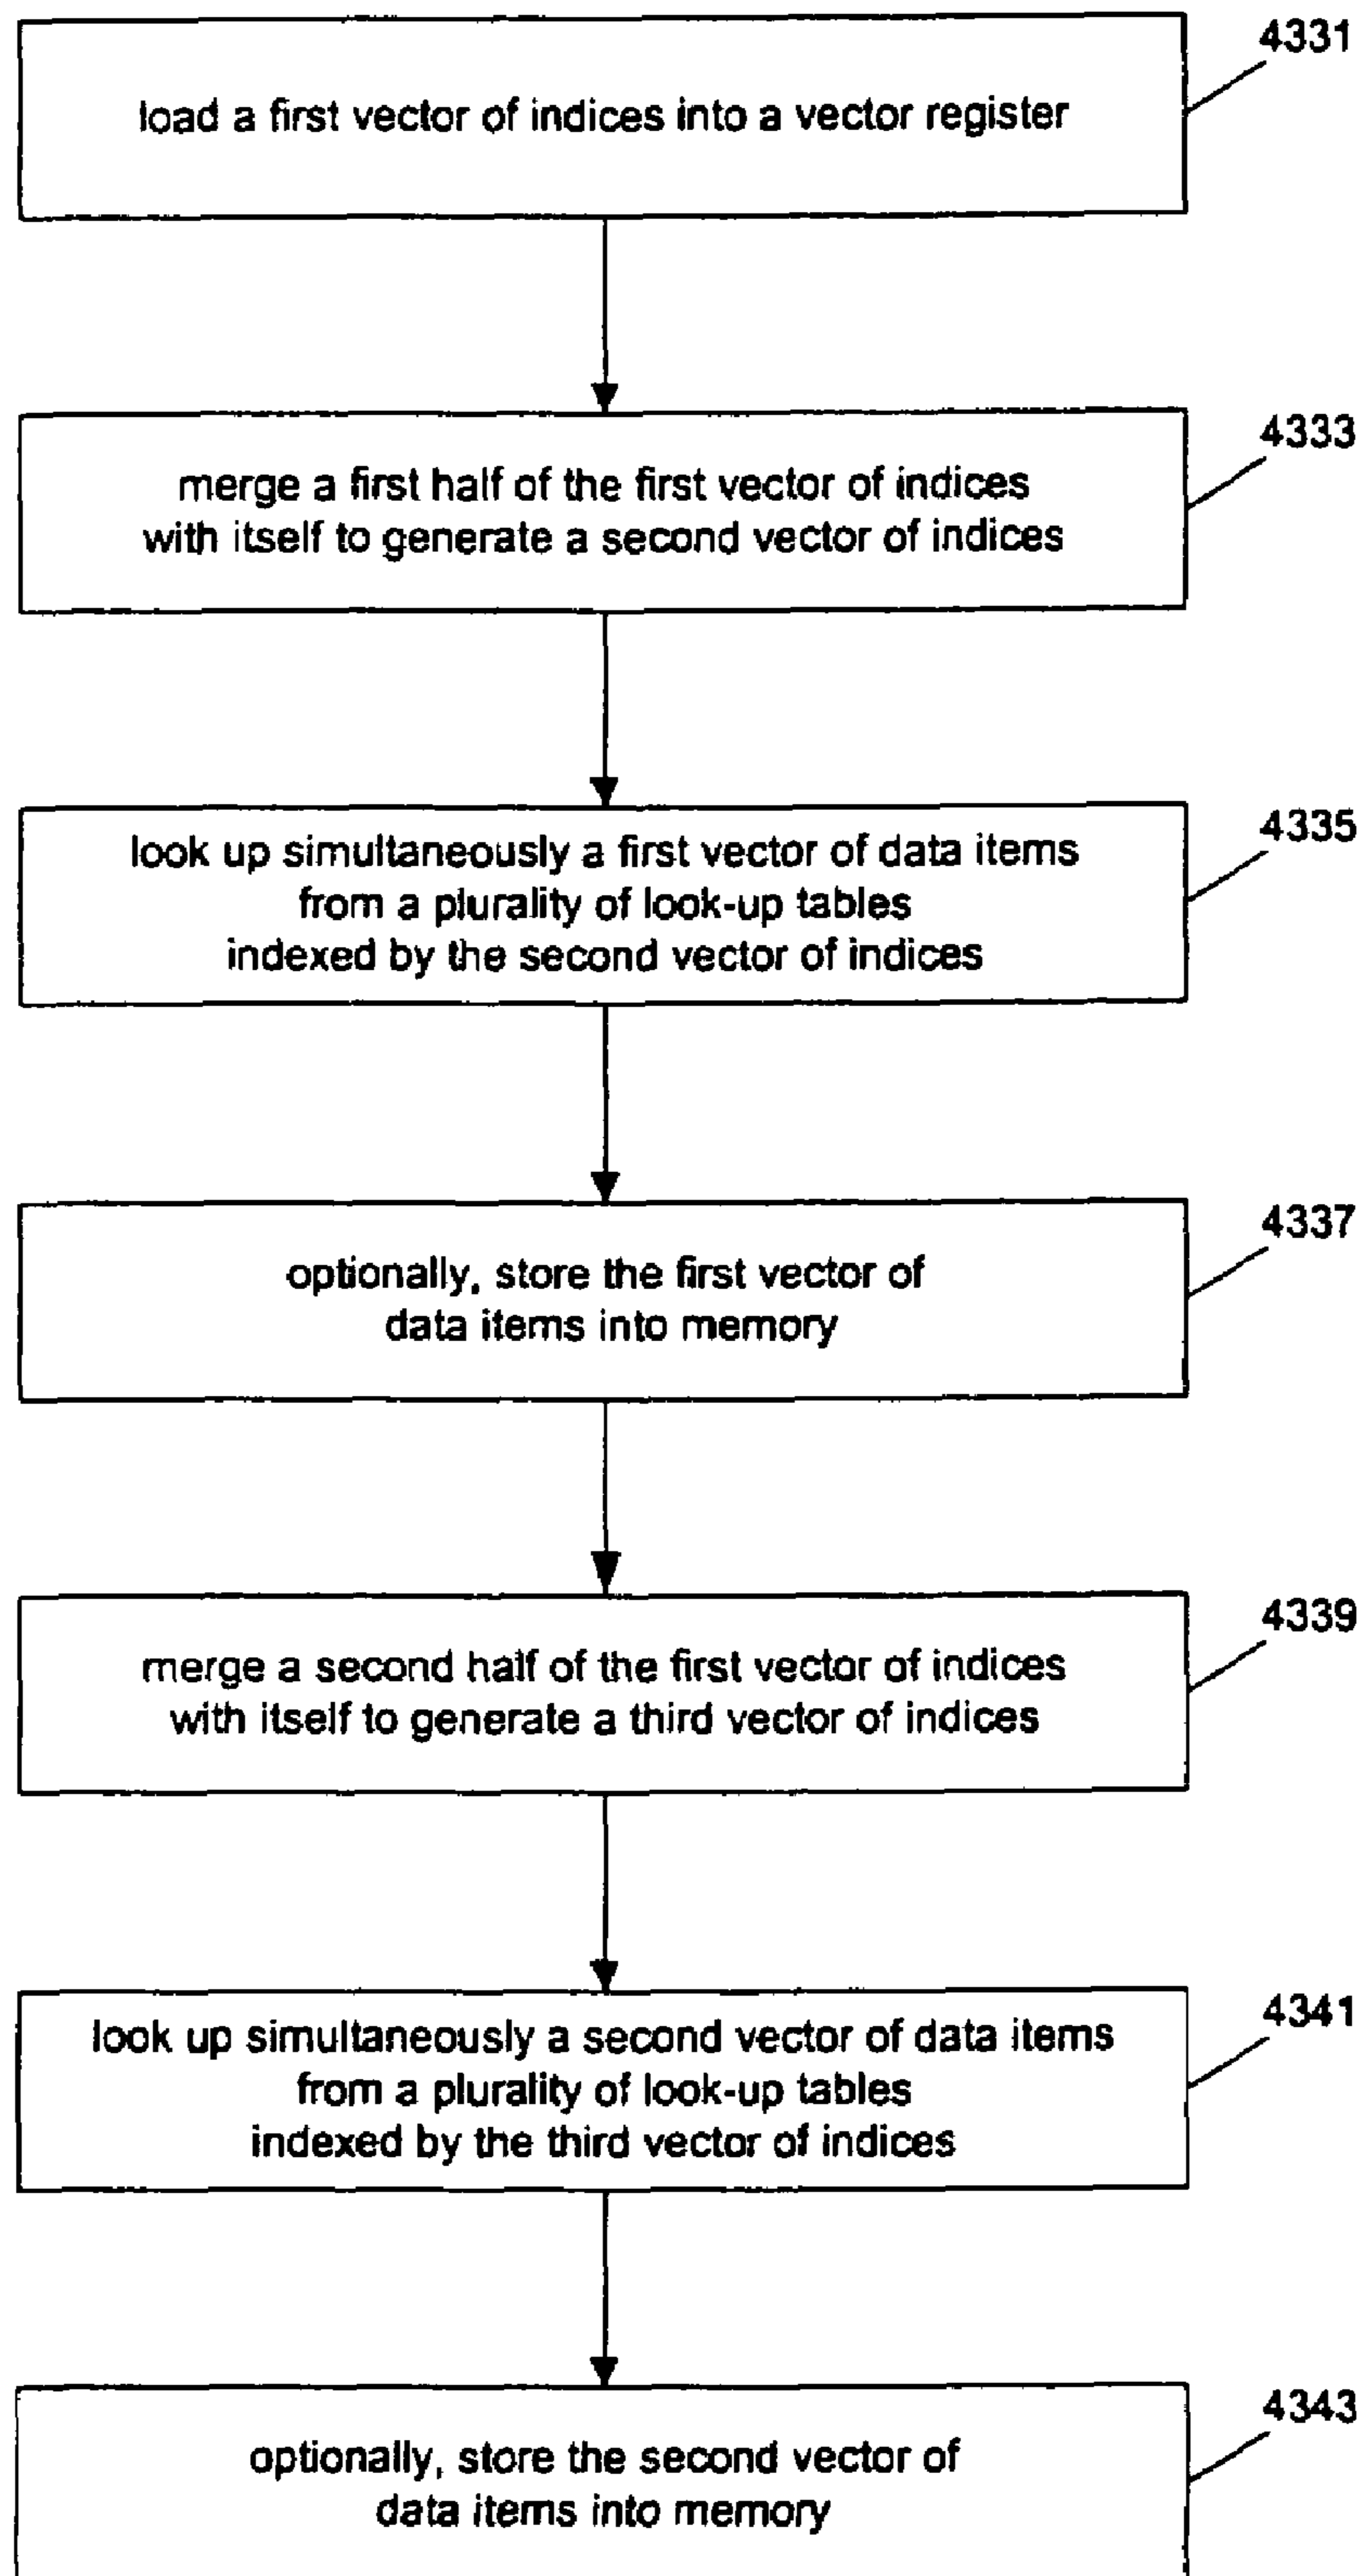 4331
load a first vector of indices into a vector register
4333
merge a first half of the first vector of indices
with itself to generate a second vector of indices
4335
look up simultaneously a first vector of data items
from a plurality of look-up tables
indexed by the second vector of indices
4337
optionally, store the first vector of
data items into memory
4339
merge a second half of the first vector of indices
with itself to generate a third vector of indices
4341
look up simultaneously a second vector of data items
from a plurality of look-up tables
indexed by the third vector of indices
4343
optionally, store the second vector of
data items into memory